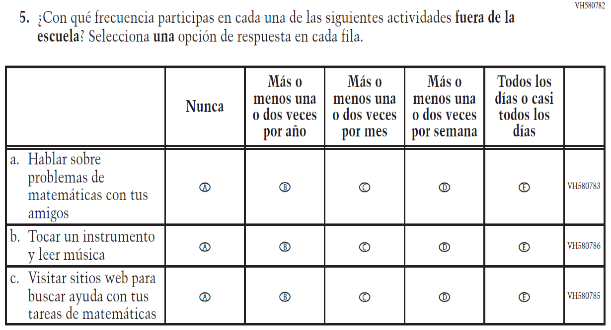 VH580782
5. ¿Con qué frecuencia participas en cada una de las siguientes actividades fuera de la
escuela? Selecciona una opción de respuesta en cada fila.
Nunca
Más o
menos una
o dos veces
por año
Más o
menos una
o dos veces
por mes
Más o
menos una
o dos veces
por semana
Todos los
días o casi
todos los
días
a. Hablar sobre
problemas de
matemáticas con tus
amigos
A B C D E VH580783
b. Tocar un instrumento
y leer música
A B C D E VH580786
c. Visitar sitios web para
buscar ayuda con tus
tareas de matemáticas
A B C D E VH580785